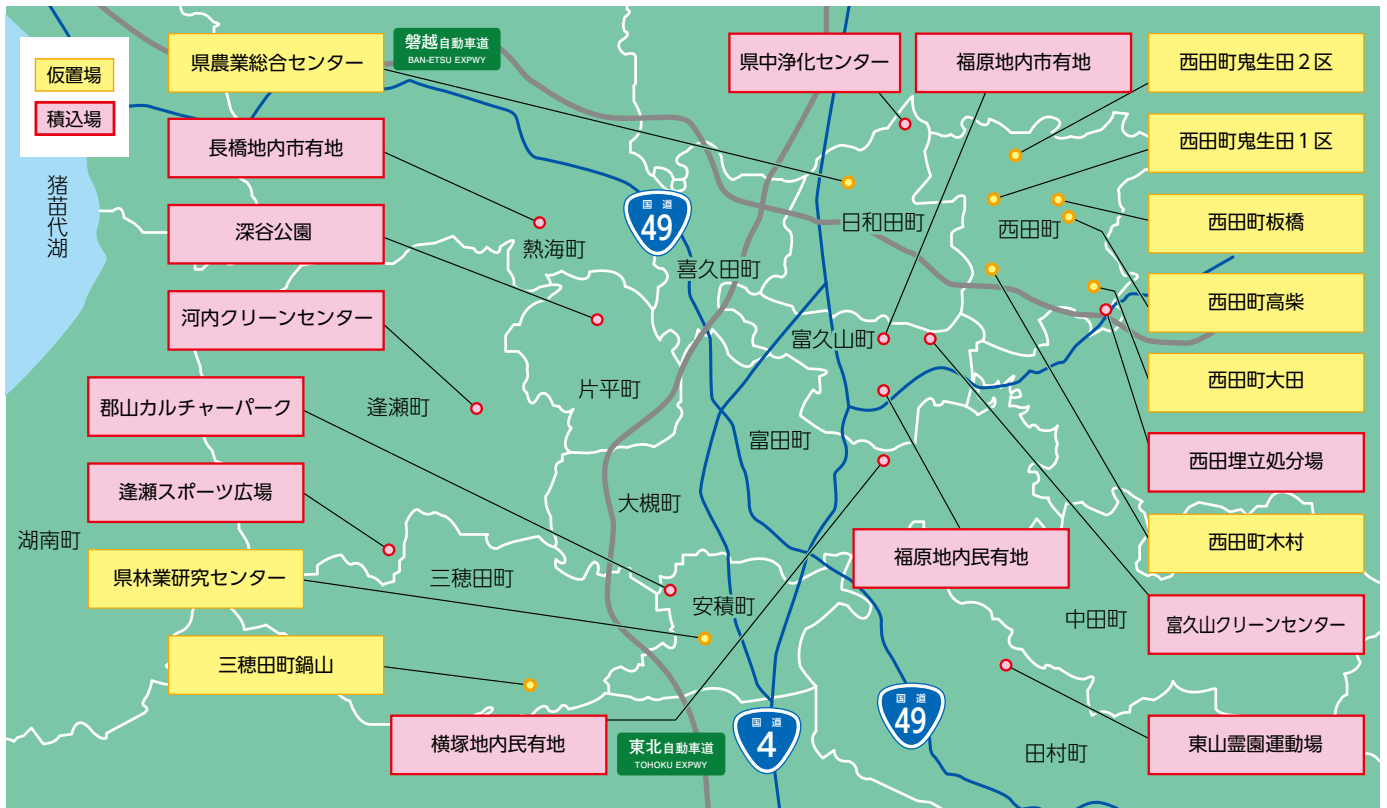 仮置場
積込場
猪苗代湖
県農業総合センター
磐越自動車道
BAN-ETSU EXPWY
県中浄化センター
福原地内市有地
西田町鬼生田2区
長橋地内市有地
西田町鬼生田1区
深谷公園
西田町板橋
河内クリーンセンター
西田町高柴
郡山カルチャーパーク
西田町大田
逢瀬スポーツ広場
西田埋立処分場
県林業研究センター
西田町木村
福原地内民有地
三穂田町鍋山
富久山クリーンセンター
横塚地内民有地
東山霊園運動場
国道
49
熱海町
喜久田町
日和田町
西田町
富久山町
片平町
逢瀬町
富田町
大槻町
湖南町
三穂田町
安積町
中田町
田村町
国道
49
国道
4
東北自動車道
TOHOKU EXPWY